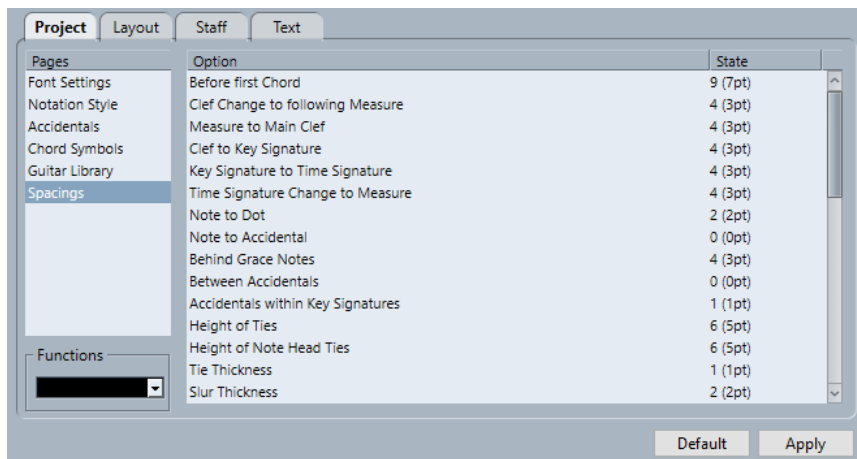 Project Layout Staff Text
Pages
Font Settings
Notation Style
Accidentals
Chord Symbols
Guitar Library
Spacings
Functions
Option State
Before first Chord 9 (7pt)
Clef Change to following Measure 4 (3pt)
Measure to Main Clef 4 (3pt)
Clef to Key Signature 4 (3pt)
Key Signature to Time Signature 4 (3pt)
Time Signature Change to Measure 4 (3pt)
Note to Dot 2 (2pt)
Note to Accidental 0 (0pt)
Behind Grace Notes 4 (3pt)
Between Accidentals 0 (0pt)
Accidentals within Key Signatures 1 (1pt)
Height of Ties 6 (5pt)
Height of Note Head Ties 6 (5pt)
Tie Thickness 1 (1pt)
Slur Thickness 2 (2pt)
Default Apply